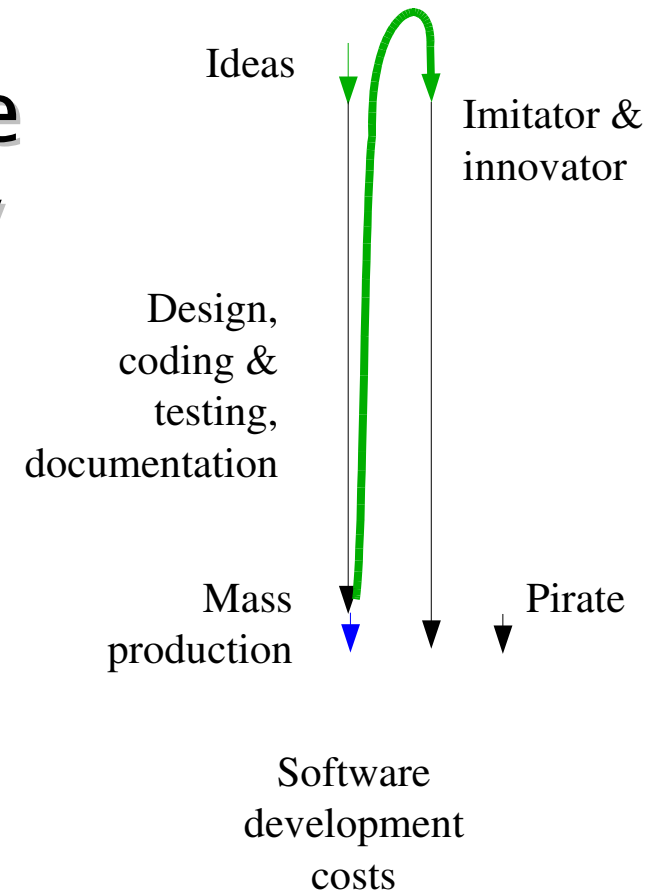 Ideas
Imitator &
innovator
Design,
coding &
testing,
documentation
Mass
production
Pirate
Software
development
costs